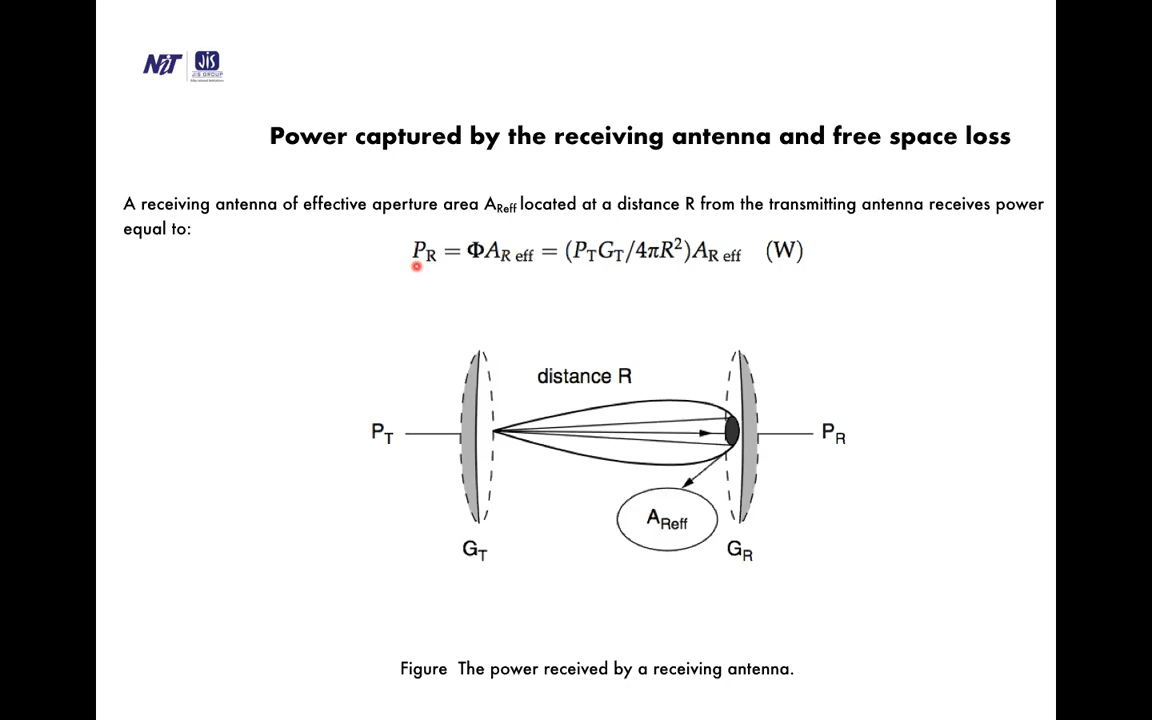 NiT JIS
JIS GROUP
Power captured by the receiving antenna and free space loss
A receiving antenna of effective aperture area AReff located at a distance R from the transmitting antenna receives power
equal to:
PR = ΦAR eff = (PTGT/4πR²)AR eff (W)
distance R
PT
PR
AReff
GT
GR
Figure The power received by a receiving antenna.